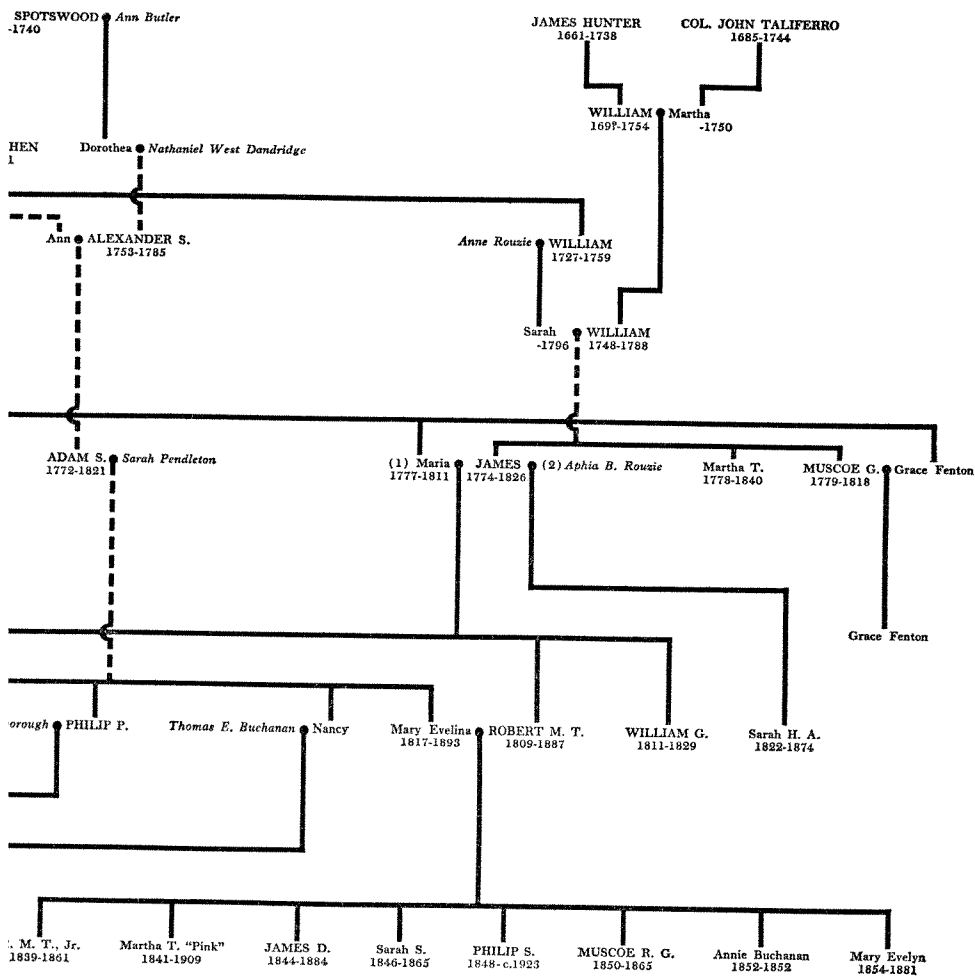 SPOTSWOOD Ann Butler
-1740
JAMES HUNTER
1661-1738
COL. JOHN TALIFERRO
1685-1744
WILLIAM Martha
169?-1754 -1750
HEN
1
Dorothea Nathaniel West Dandridge
Ann ALEXANDER S.
1753-1785
Anne Rouzie WILLIAM
1727-1759
Sarah WILLIAM
-1796 1748-1788
ADAM S. Sarah Pendleton
1772-1821
(1) Maria JAMES (2) Aphia B. Rouzie
1777-1811 1774-1826
Martha T.
1778-1840
MUSCOE G. Grace Fenton
1779-1818
Grace Fenton
orough PHILIP P.
Thomas E. Buchanan Nancy
Mary Evelina ROBERT M. T.
1817-1893 1809-1887
WILLIAM G.
1811-1829
Sarah H. A.
1822-1874
. M. T., Jr.
1839-1861
Martha T. "Pink"
1841-1909
JAMES D.
1844-1884
Sarah S.
1846-1865
PHILIP S.
1848-c.1923
MUSCOE R. G.
1850-1865
Annie Buchanan
1852-1852
Mary Evelyn
1854-1881